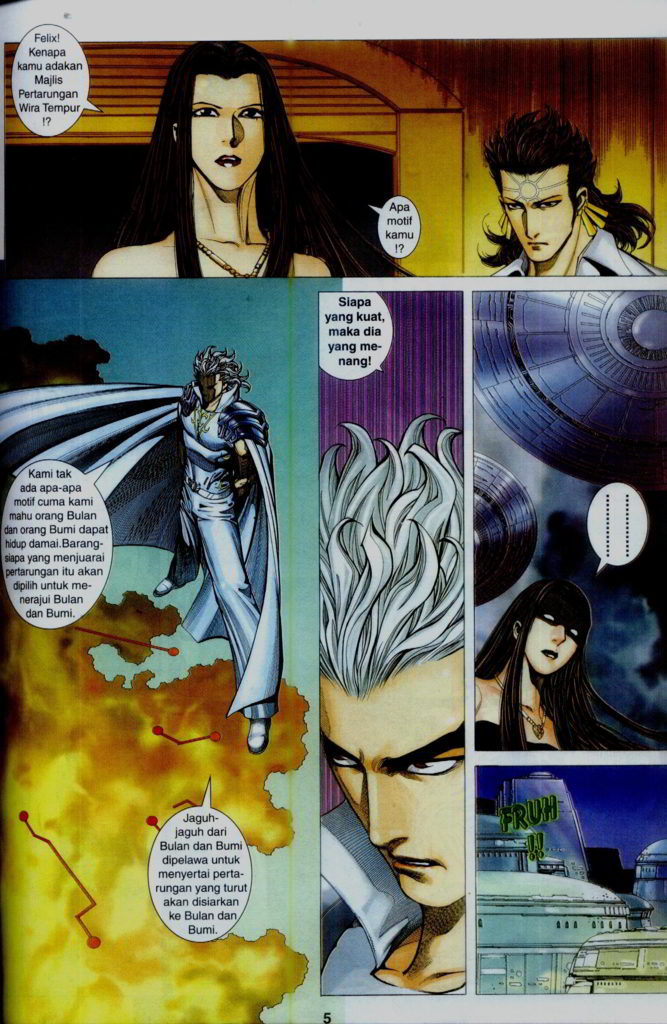 Felix!
Kenapa
kamu adakan
Majlis
Pertarungan
Wira Tempur
!?
Apa
motif
kamu
!?
Kami tak
ada apa-apa
motif cuma kami
mahu orang Bulan
dan orang Bumi dapat
hidup damai.Barang-
siapa yang menjuarai
pertarungan itu akan
dipilih untuk me-
nerajui Bulan
dan Bumi.
Jaguh-
jaguh dari
Bulan dan Bumi
dipelawa untuk
menyertai perta-
rungan yang turut
akan disiarkan
ke Bulan dan
Bumi.
Siapa
yang kuat,
maka dia
yang me-
nang!
FRUH
!!
5